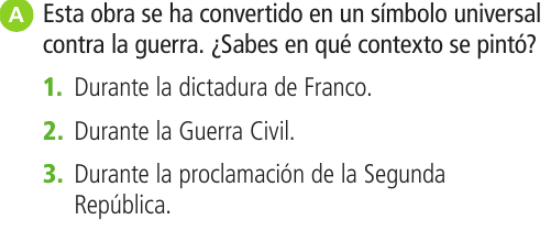 A Esta obra se ha convertido en un símbolo universal
contra la guerra. ¿Sabes en qué contexto se pintó?
1. Durante la dictadura de Franco.
2. Durante la Guerra Civil.
3. Durante la proclamación de la Segunda
República.